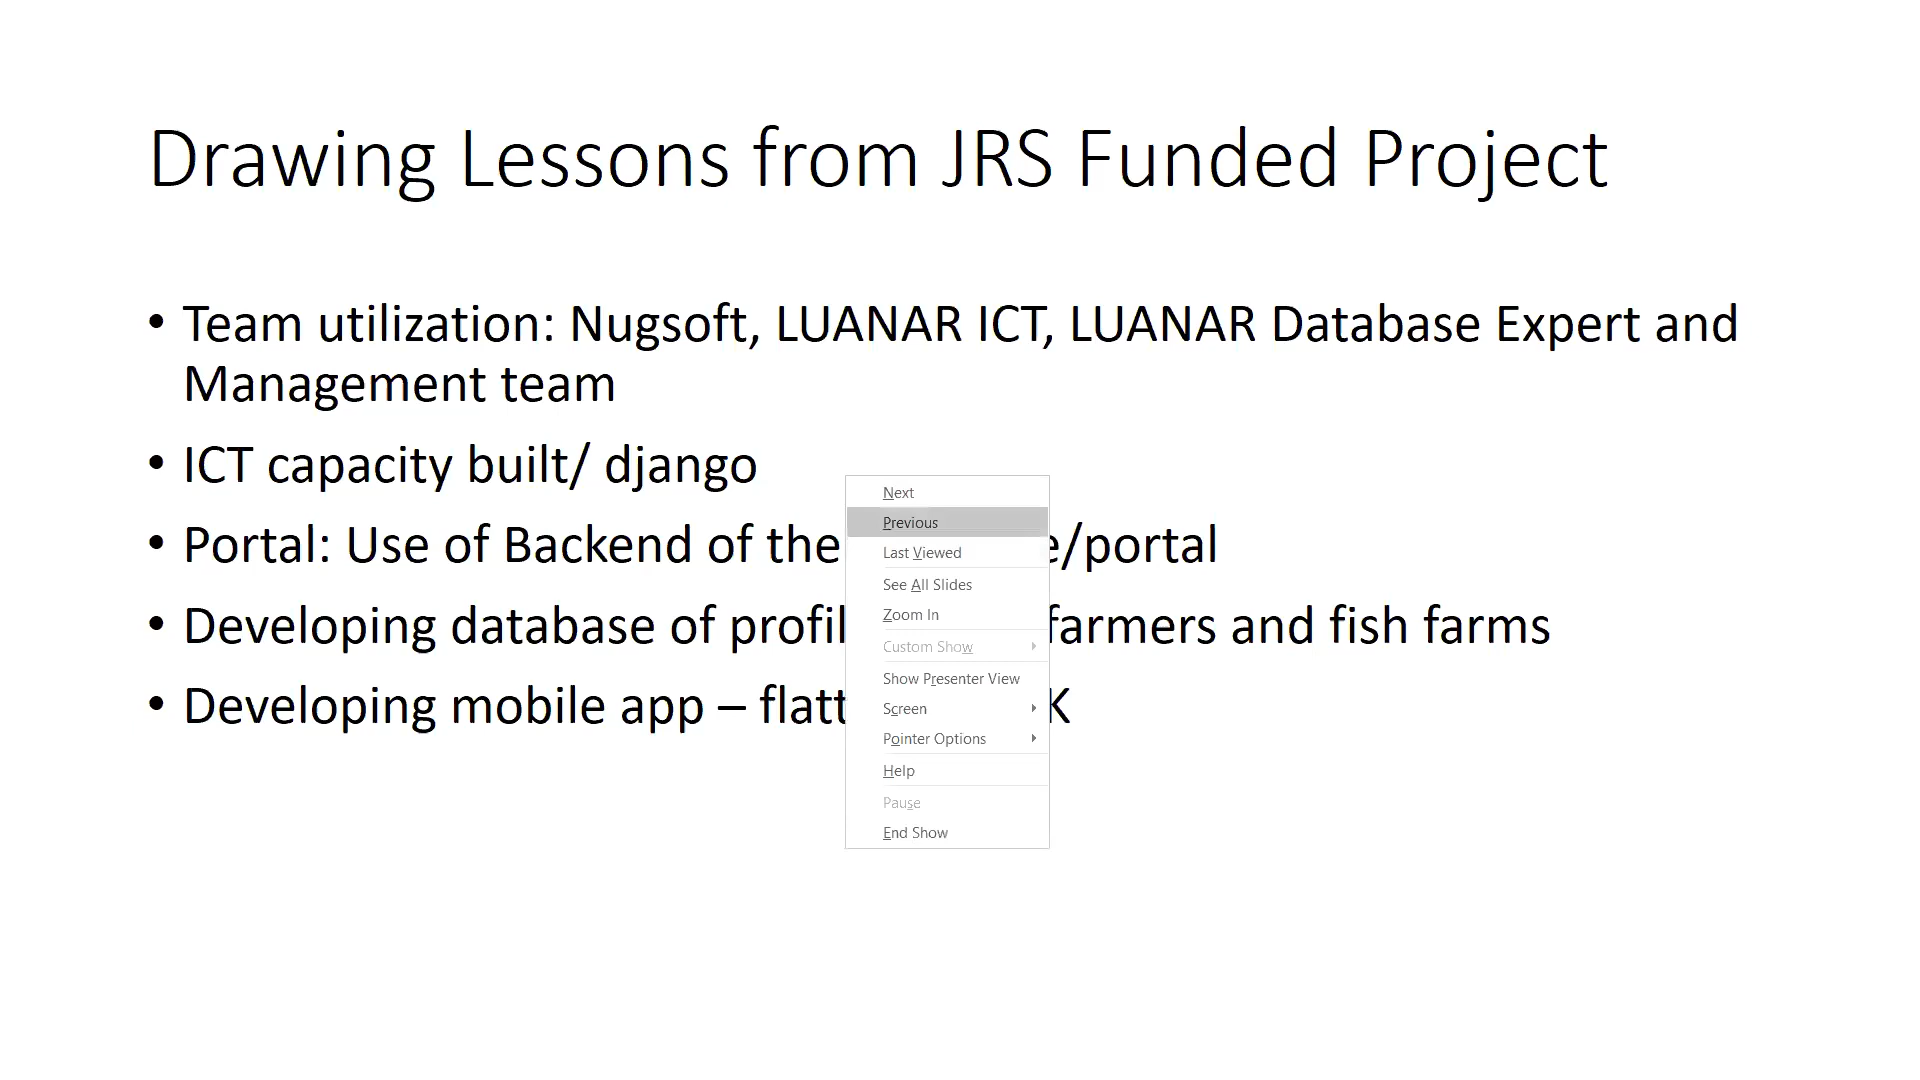 Drawing Lessons from JRS Funded Project
• Team utilization: Nugsoft, LUANAR ICT, LUANAR Database Expert and
Management team
• ICT capacity built/ django
• Portal: Use of Backend of the e/portal
• Developing database of farmers and fish farms
• Developing mobile app –
Next
Previous
Last Viewed
See All Slides
Zoom In
Custom Show
Show Presenter View
Screen
Pointer Options
Help
Pause
End Show